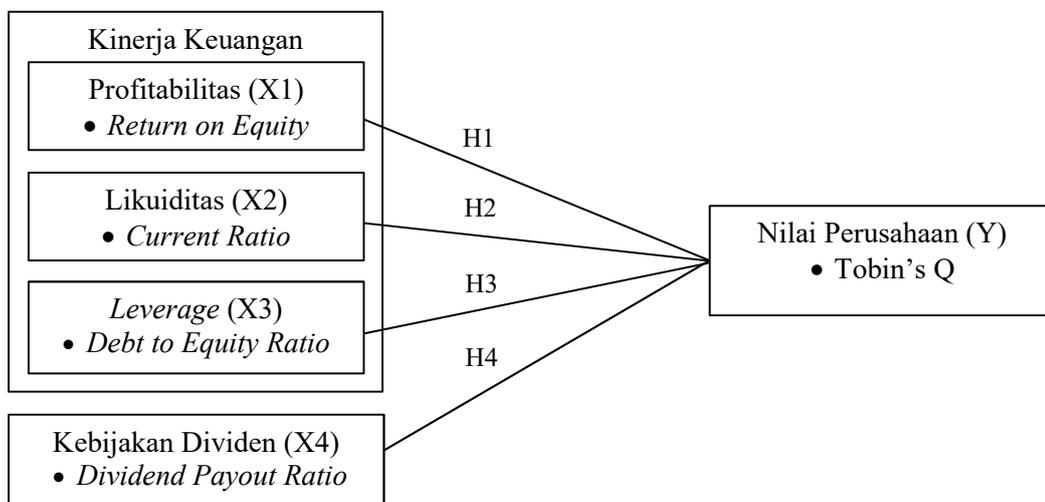 Kinerja Keuangan
Profitabilitas (X1)
• Return on Equity
Likuiditas (X2)
• Current Ratio
Leverage (X3)
• Debt to Equity Ratio
Kebijakan Dividen (X4)
• Dividend Payout Ratio
H1
H2
H3
H4
Nilai Perusahaan (Y)
• Tobin’s Q